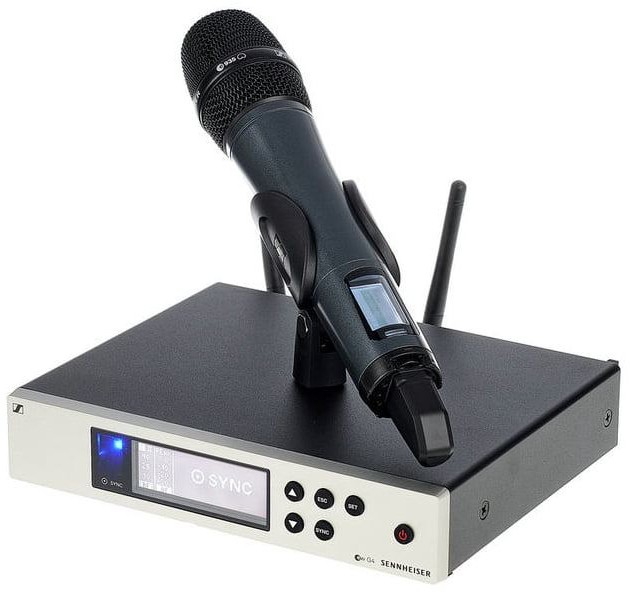 e 935
SYNC
SYNC
ESC
SET
SYNC
ew G4
SENNHEISER